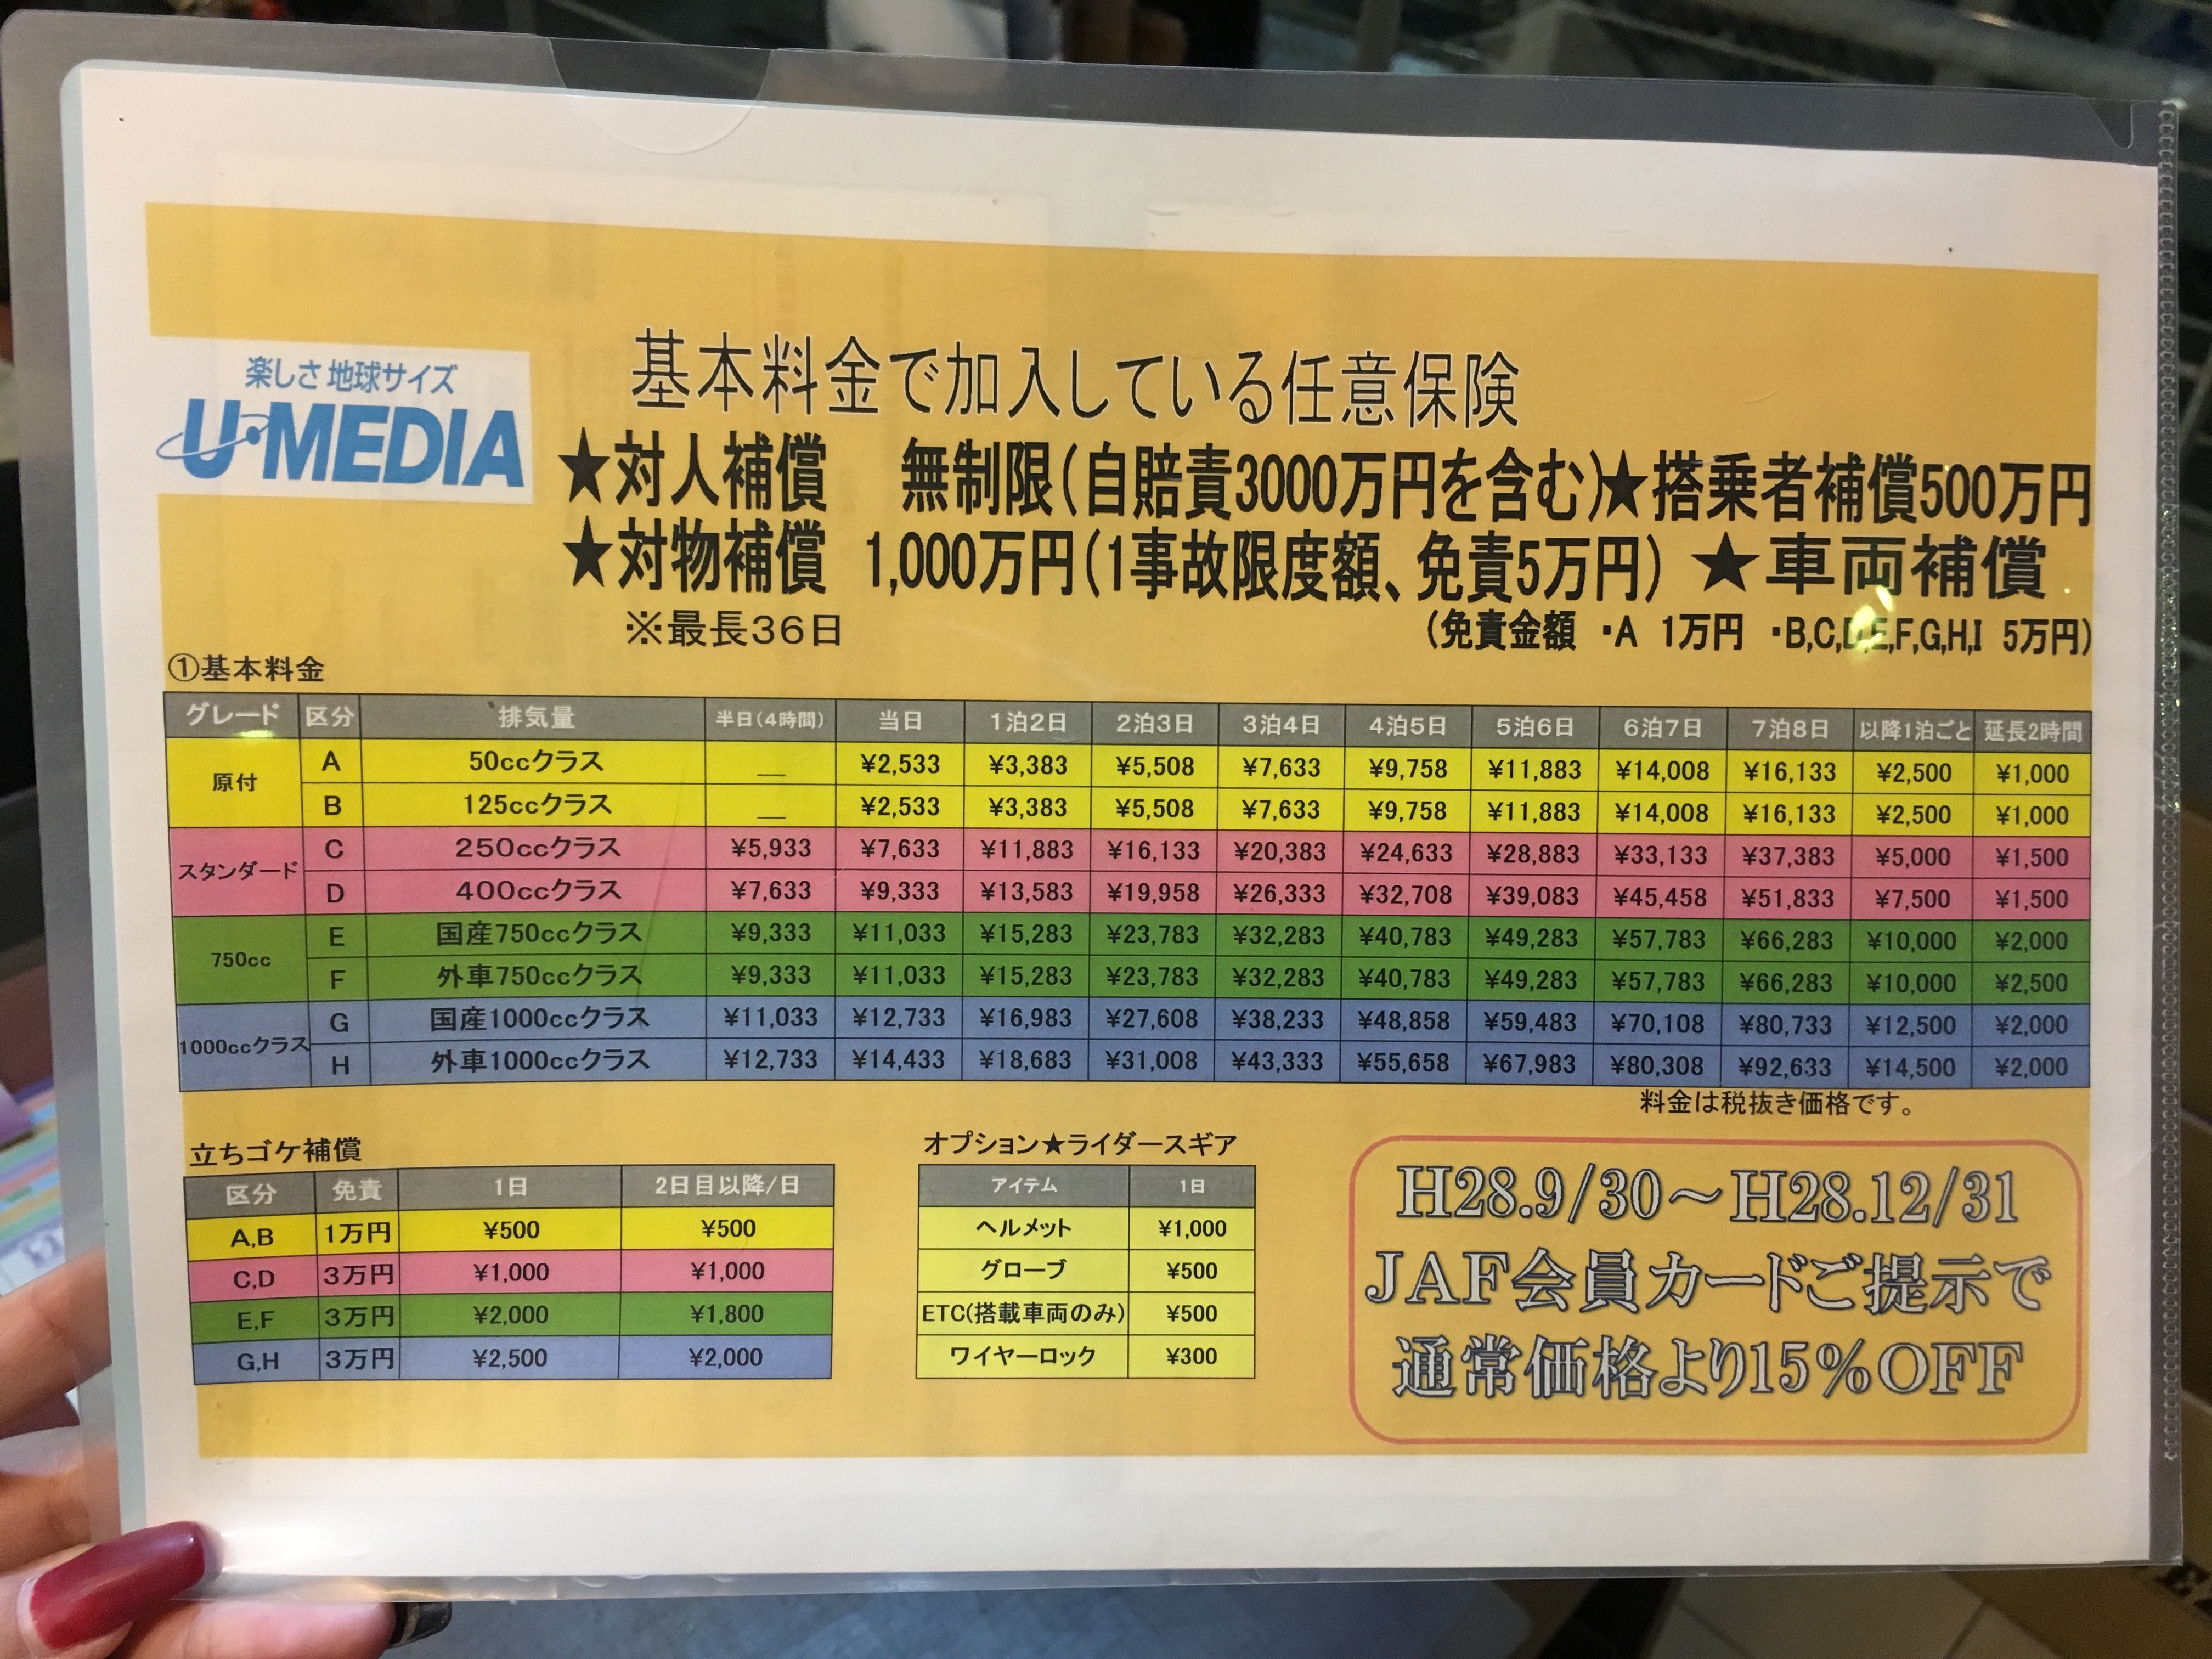 楽しさ 地球サイズ
U・MEDIA
基本料金で加入している任意保険
★対人補償 無制限(自賠責3000万円を含む)★搭乗者補償500万円
★対物補償 1,000万円(1事故限度額、免責5万円) ★車両補償
※最長36日 (免責金額 ・A 1万円 ・B,C,D,E,F,G,H,I 5万円)
①基本料金
グレード 区分 排気量 半日(4時間) 当日 1泊2日 2泊3日 3泊4日 4泊5日 5泊6日 6泊7日 7泊8日 以降1泊ごと 延長2時間
原付 A 50ccクラス __ ¥2,533 ¥3,383 ¥5,508 ¥7,633 ¥9,758 ¥11,883 ¥14,008 ¥16,133 ¥2,500 ¥1,000
B 125ccクラス __ ¥2,533 ¥3,383 ¥5,508 ¥7,633 ¥9,758 ¥11,883 ¥14,008 ¥16,133 ¥2,500 ¥1,000
スタンダード C 250ccクラス ¥5,933 ¥7,633 ¥11,883 ¥16,133 ¥20,383 ¥24,633 ¥28,883 ¥33,133 ¥37,383 ¥5,000 ¥1,500
D 400ccクラス ¥7,633 ¥9,333 ¥13,583 ¥19,958 ¥26,333 ¥32,708 ¥39,083 ¥45,458 ¥51,833 ¥7,500 ¥1,500
750cc E 国産750ccクラス ¥9,333 ¥11,033 ¥15,283 ¥23,783 ¥32,283 ¥40,783 ¥49,283 ¥57,783 ¥66,283 ¥10,000 ¥2,000
F 外車750ccクラス ¥9,333 ¥11,033 ¥15,283 ¥23,783 ¥32,283 ¥40,783 ¥49,283 ¥57,783 ¥66,283 ¥10,000 ¥2,500
1000ccクラス G 国産1000ccクラス ¥11,033 ¥12,733 ¥16,983 ¥27,608 ¥38,233 ¥48,858 ¥59,483 ¥70,108 ¥80,733 ¥12,500 ¥2,000
H 外車1000ccクラス ¥12,733 ¥14,433 ¥18,683 ¥31,008 ¥43,333 ¥55,658 ¥67,983 ¥80,308 ¥92,633 ¥14,500 ¥2,000
料金は税抜き価格です。
立ちゴケ補償
区分 免責 1日 2日目以降/日
A,B 1万円 ¥500 ¥500
C,D 3万円 ¥1,000 ¥1,000
E,F 3万円 ¥2,000 ¥1,800
G,H 3万円 ¥2,500 ¥2,000
オプション★ライダースギア
アイテム 1日
ヘルメット ¥1,000
グローブ ¥500
ETC(搭載車両のみ) ¥500
ワイヤーロック ¥300
H28.9/30～H28.12/31
JAF会員カードご提示で
通常価格より15%OFF